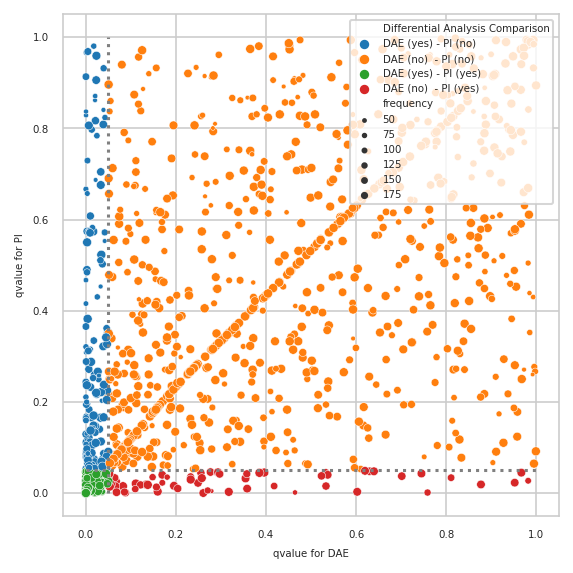 Differential Analysis Comparison
DAE (yes) - PI (no)
DAE (no) - PI (no)
DAE (yes) - PI (yes)
DAE (no) - PI (yes)
frequency
50
75
100
125
150
175
qvalue for PI
1.0
0.8
0.6
0.4
0.2
0.0
0.0 0.2 0.4 0.6 0.8 1.0
qvalue for DAE